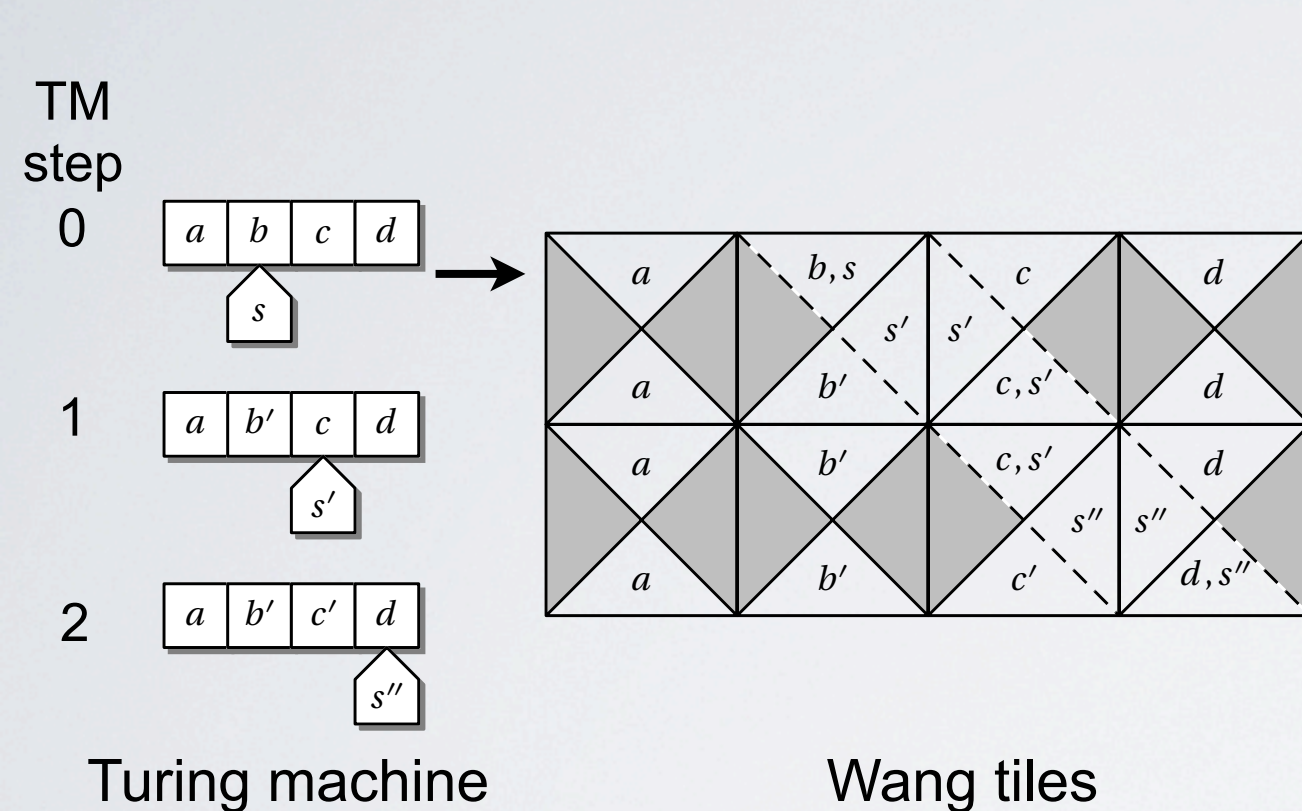 TM
step
0
a b c d
s
1
a b′ c d
s′
2
a b′ c′ d
s″
Turing machine
a b,s c d
s′ s′
a b′ c,s′ d
a b′ c,s′ d
s″ s″
a b′ c′ d,s″
Wang tiles